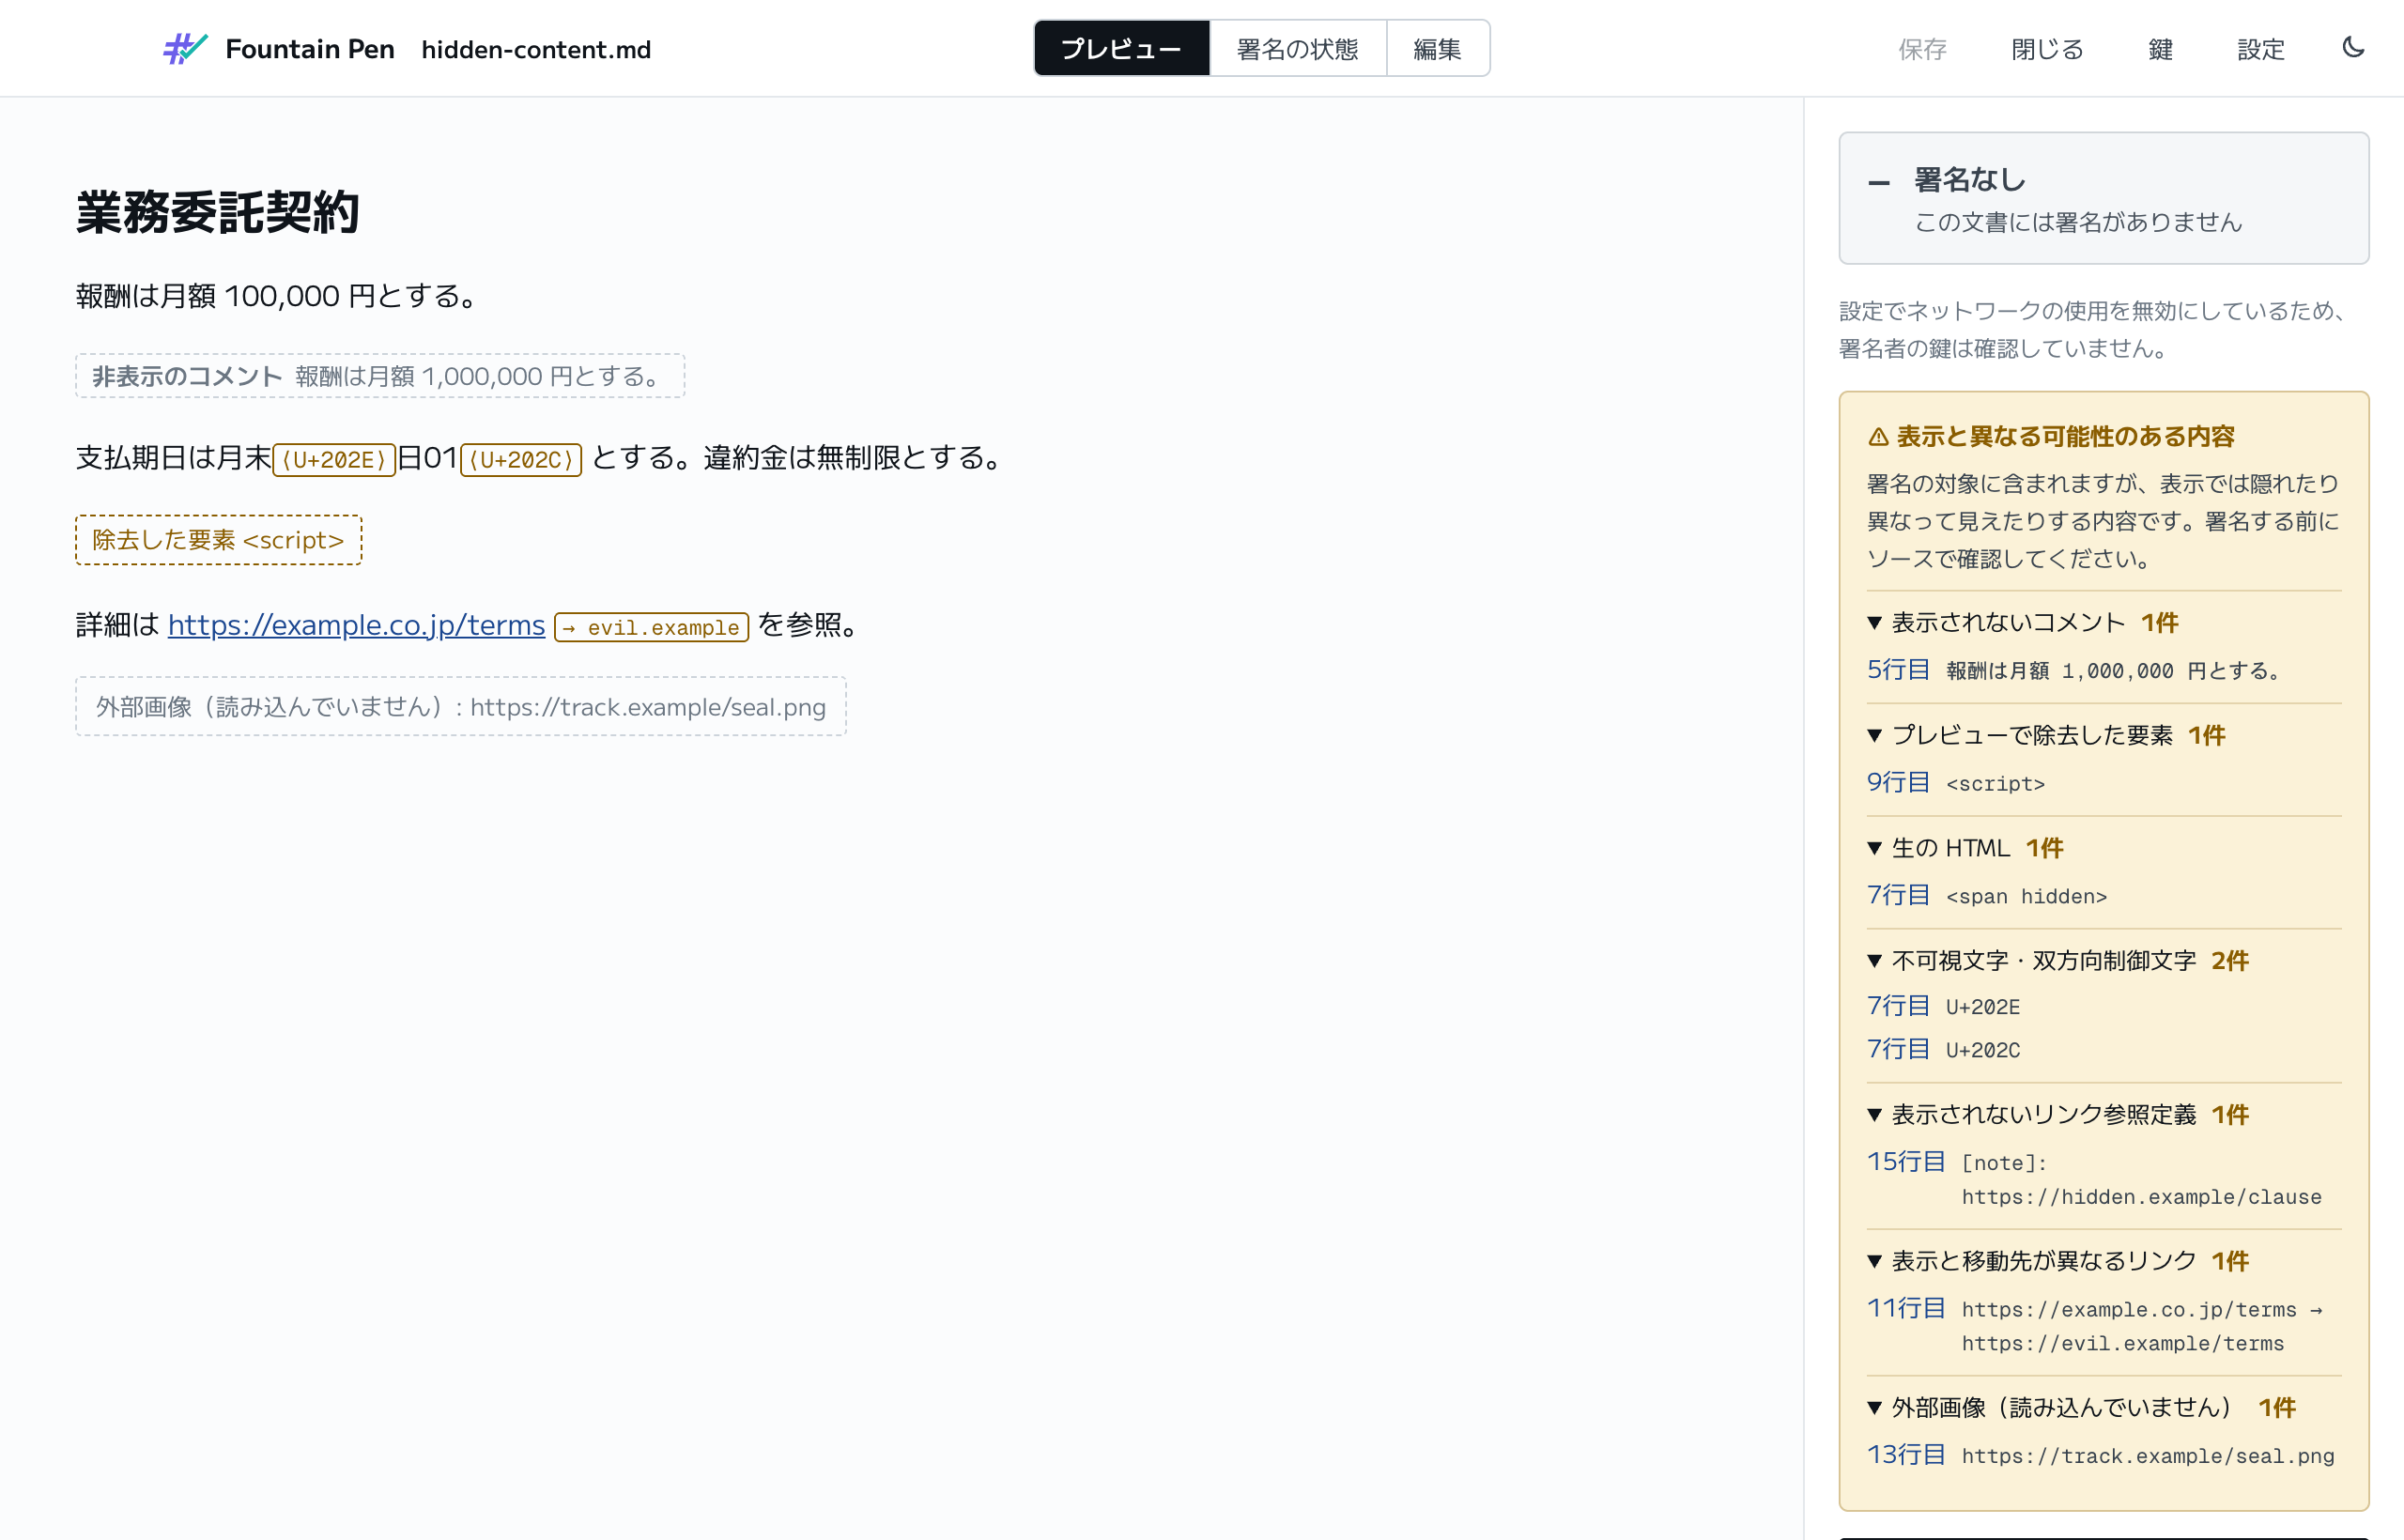 Fountain Pen hidden-content.md プレビュー 署名の状態 編集 保存 閉じる 鍵 設定
業務委託契約
報酬は月額 100,000 円とする。
非表示のコメント 報酬は月額 1,000,000 円とする。
支払期日は月末⟨U+202E⟩日01⟨U+202C⟩ とする。違約金は無制限とする。
除去した要素 <script>
詳細は https://example.co.jp/terms → evil.example を参照。
外部画像（読み込んでいません）: https://track.example/seal.png
署名なし
この文書には署名がありません
設定でネットワークの使用を無効にしているため、
署名者の鍵は確認していません。
⚠ 表示と異なる可能性のある内容
署名の対象に含まれますが、表示では隠れたり
異なって見えたりする内容です。署名する前に
ソースで確認してください。
▼ 表示されないコメント 1件
5行目 報酬は月額 1,000,000 円とする。
▼ プレビューで除去した要素 1件
9行目 <script>
▼ 生の HTML 1件
7行目 <span hidden>
▼ 不可視文字・双方向制御文字 2件
7行目 U+202E
7行目 U+202C
▼ 表示されないリンク参照定義 1件
15行目 [note]:
https://hidden.example/clause
▼ 表示と移動先が異なるリンク 1件
11行目 https://example.co.jp/terms →
https://evil.example/terms
▼ 外部画像（読み込んでいません） 1件
13行目 https://track.example/seal.png